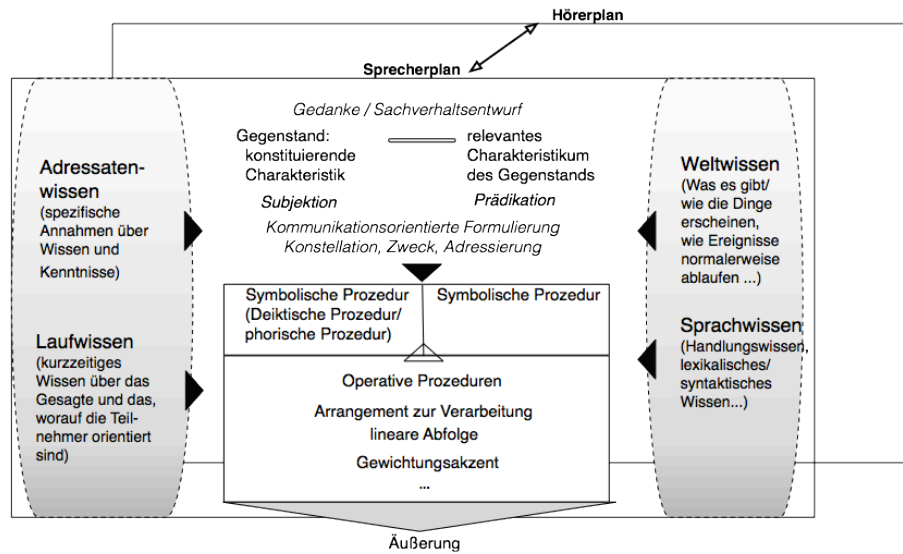 Hörerplan
Sprecherplan
Gedanke / Sachverhaltsentwurf
Gegenstand:
konstituierende
Charakteristik
relevantes
Charakteristikum
des Gegenstands
Subjektion
Prädikation
Kommunikationsorientierte Formulierung
Konstellation, Zweck, Adressierung
Adressaten-
wissen
(spezifische
Annahmen über
Wissen und
Kenntnisse)
Laufwissen
(kurzzeitiges
Wissen über das
Gesagte und das,
worauf die Teil-
nehmer orientiert
sind)
Symbolische Prozedur
(Deiktische Prozedur/
phorische Prozedur)
Symbolische Prozedur
Operative Prozeduren
Arrangement zur Verarbeitung
lineare Abfolge
Gewichtungsakzent
...
Weltwissen
(Was es gibt/
wie die Dinge
erscheinen,
wie Ereignisse
normalerweise
ablaufen ...)
Sprachwissen
(Handlungswissen,
lexikalisches/
syntaktisches
Wissen...)
Äußerung